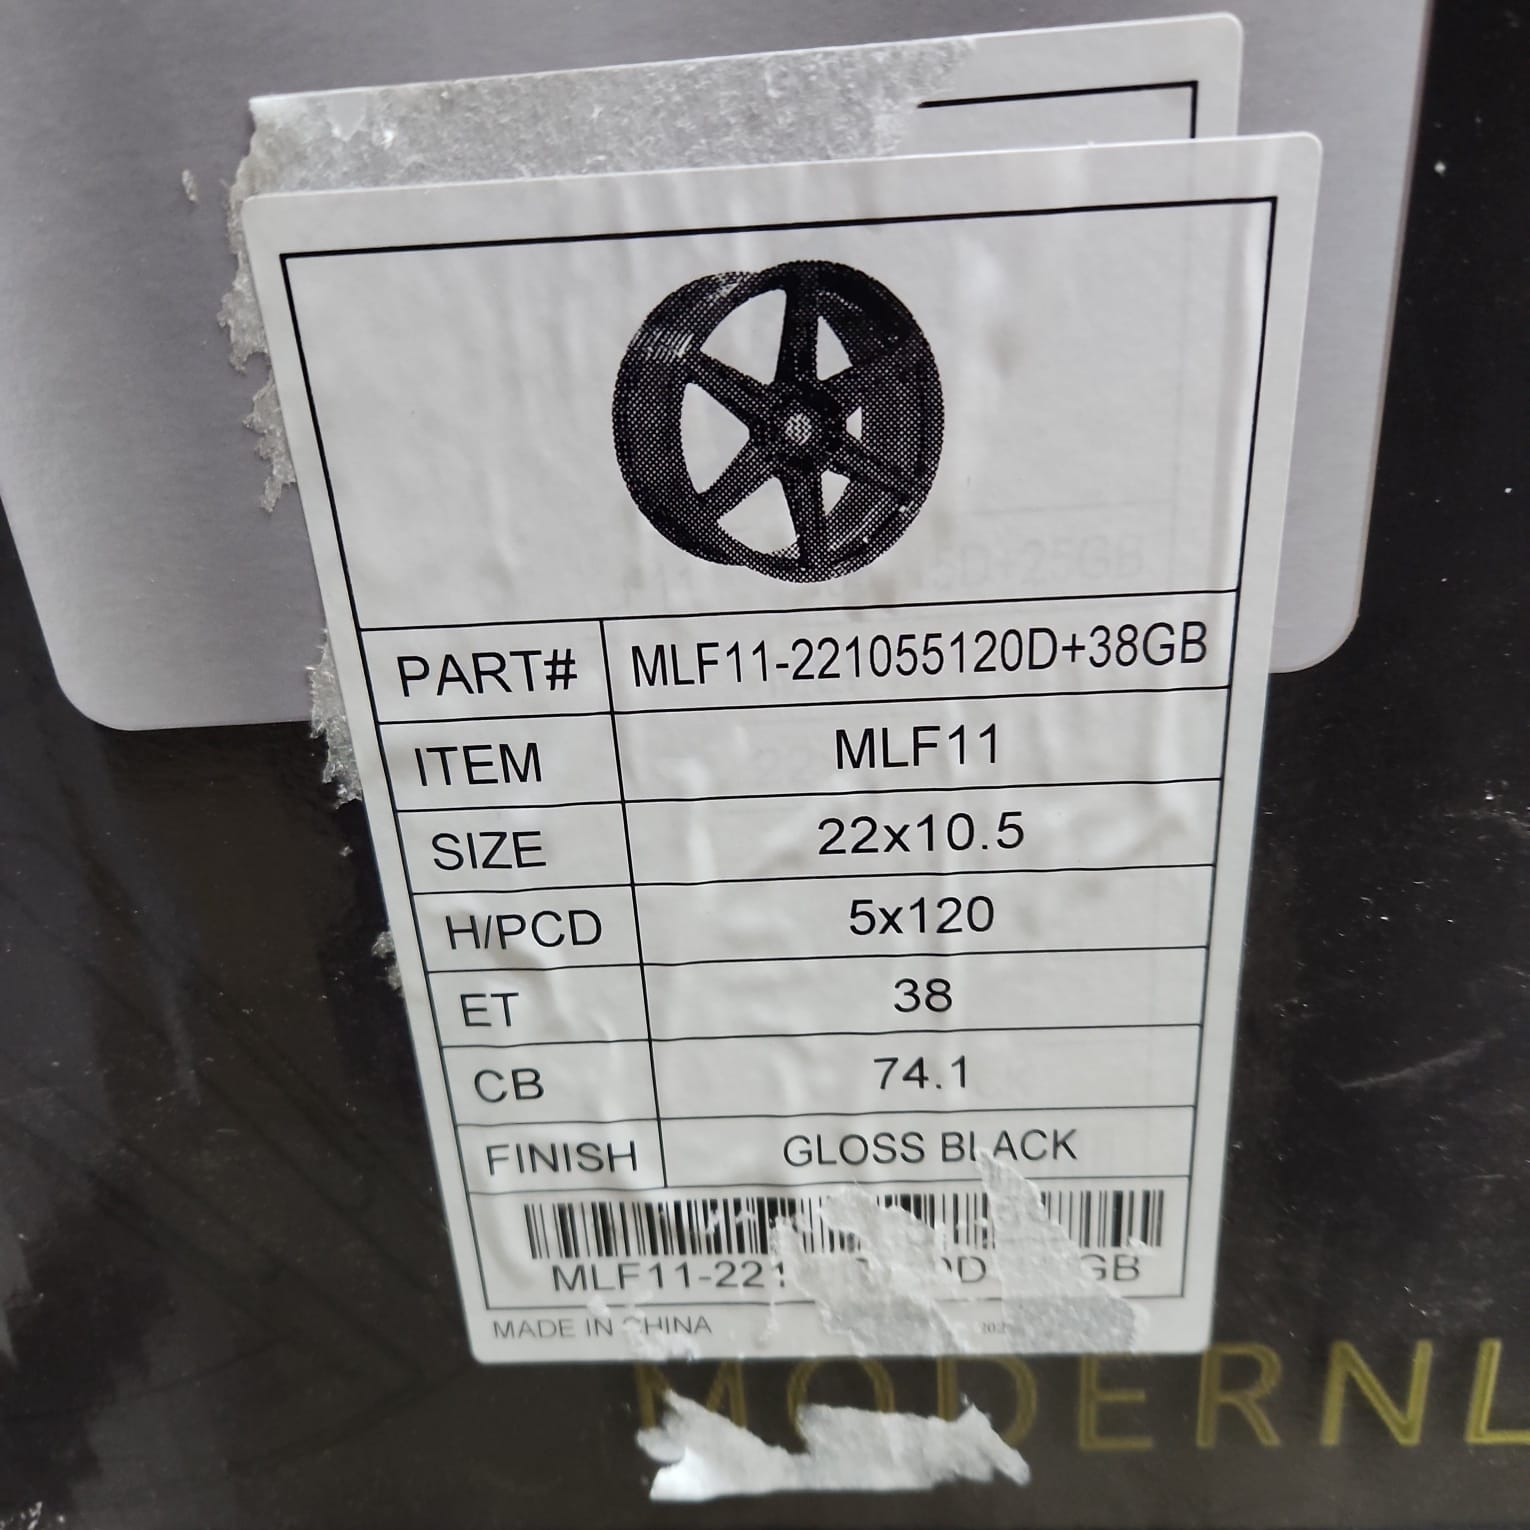 PART# MLF11-221055120D+38GB
ITEM MLF11
SIZE 22x10.5
H/PCD 5x120
ET 38
CB 74.1
FINISH GLOSS BLACK
MADE IN CHINA
MODERNL